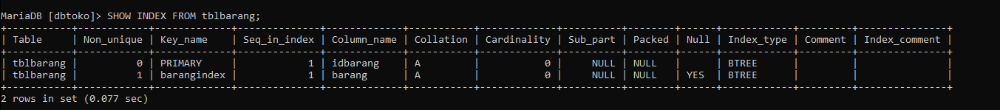 MariaDB [dbtoko]> SHOW INDEX FROM tblbarang;
+-----------+------------+-------------+--------------+-------------+-----------+-------------+----------+--------+------+------------+---------+---------------+
| Table     | Non_unique | Key_name    | Seq_in_index | Column_name | Collation | Cardinality | Sub_part | Packed | Null | Index_type | Comment | Index_comment |
+-----------+------------+-------------+--------------+-------------+-----------+-------------+----------+--------+------+------------+---------+---------------+
| tblbarang |          0 | PRIMARY     |            1 | idbarang    | A         |           0 |     NULL | NULL   |      | BTREE      |         |               |
| tblbarang |          1 | barangindex |            1 | barang      | A         |           0 |     NULL | NULL   | YES  | BTREE      |         |               |
+-----------+------------+-------------+--------------+-------------+-----------+-------------+----------+--------+------+------------+---------+---------------+
2 rows in set (0.077 sec)